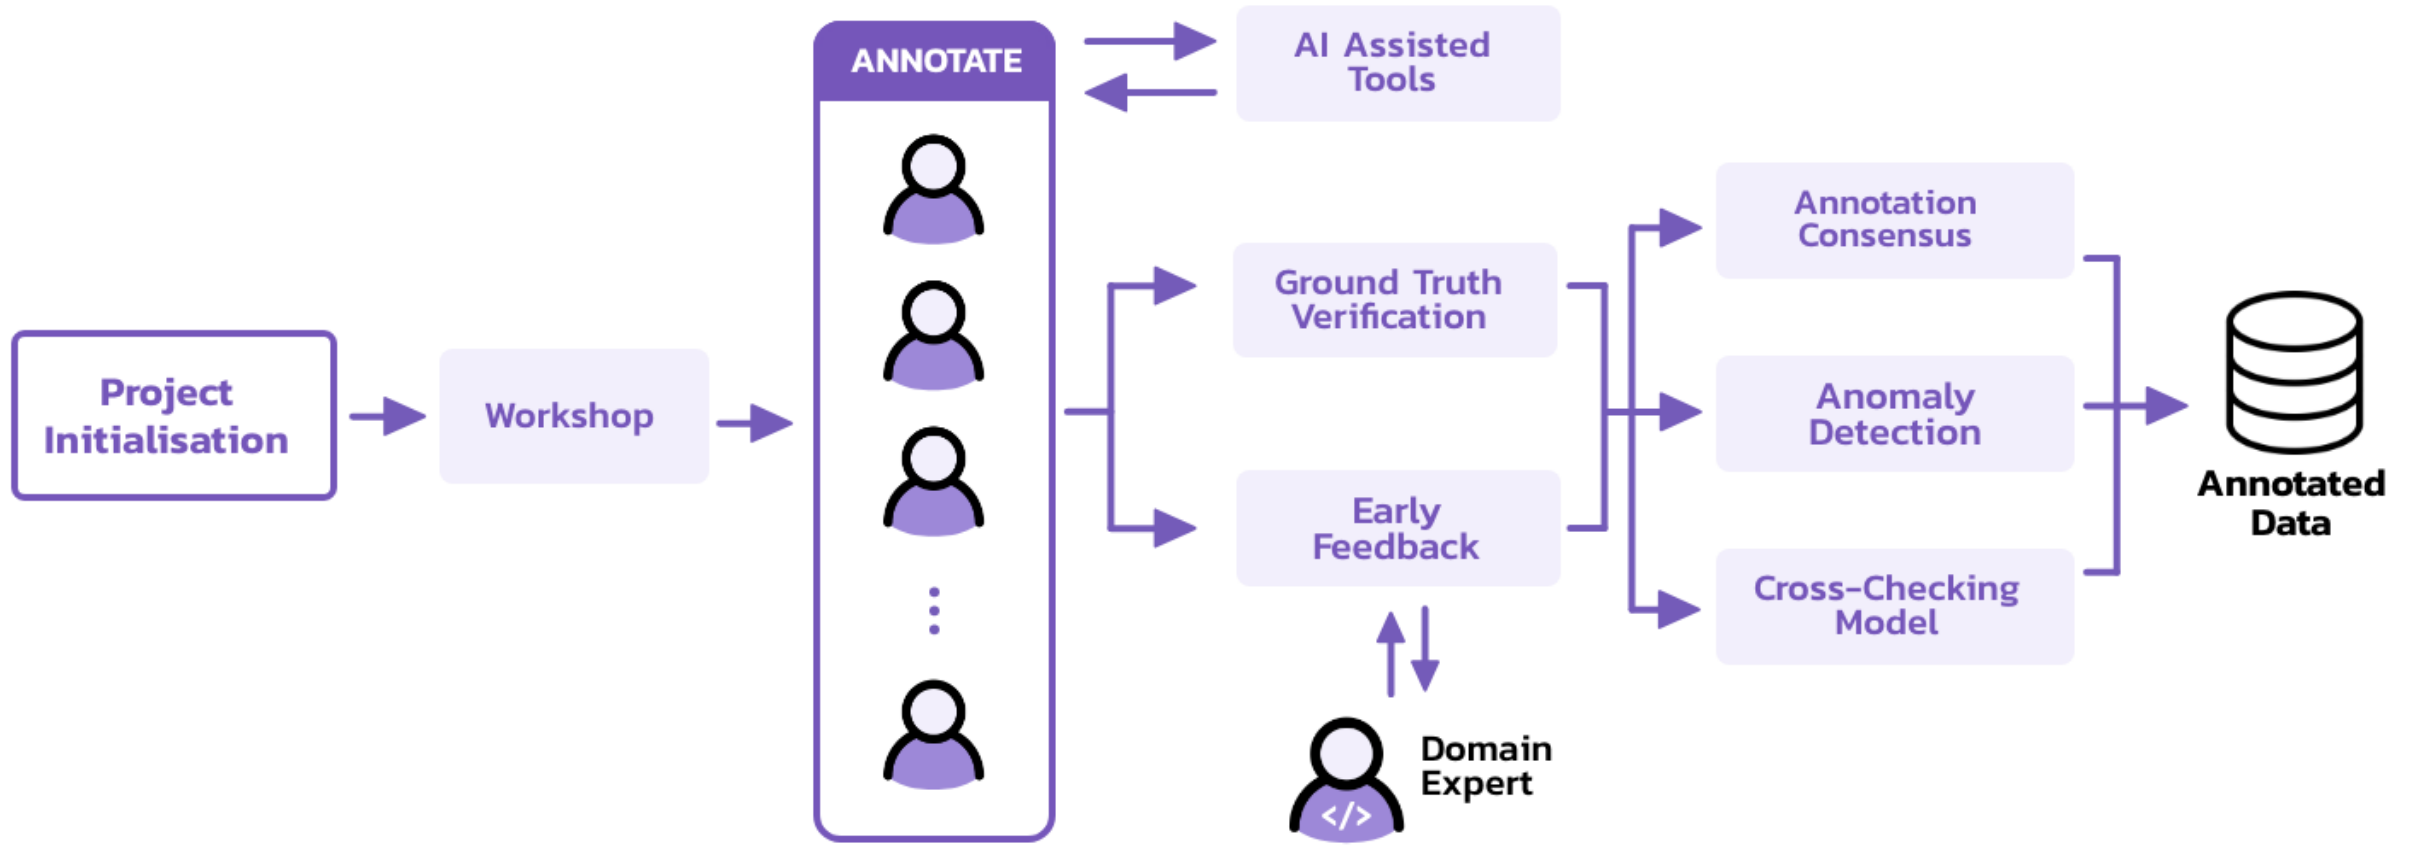 Project
Initialisation
Workshop
ANNOTATE
AI Assisted
Tools
Ground Truth
Verification
Early
Feedback
</>
Domain
Expert
Annotation
Consensus
Anomaly
Detection
Cross-Checking
Model
Annotated
Data